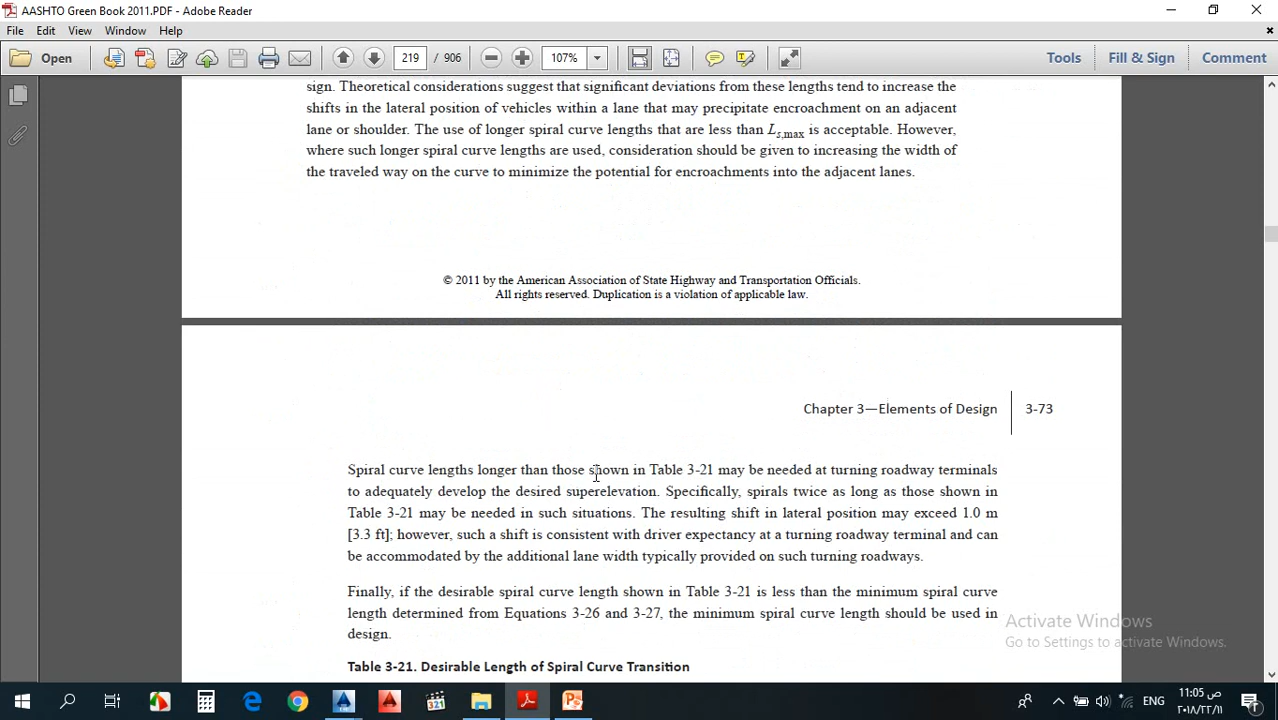 AASHTO Green Book 2011.PDF - Adobe Reader
File Edit View Window Help
Open 219 / 906 107% Tools Fill & Sign Comment
sign. Theoretical considerations suggest that significant deviations from these lengths tend to increase the
shifts in the lateral position of vehicles within a lane that may precipitate encroachment on an adjacent
lane or shoulder. The use of longer spiral curve lengths that are less than Ls,max is acceptable. However,
where such longer spiral curve lengths are used, consideration should be given to increasing the width of
the traveled way on the curve to minimize the potential for encroachments into the adjacent lanes.
© 2011 by the American Association of State Highway and Transportation Officials.
All rights reserved. Duplication is a violation of applicable law.
Chapter 3—Elements of Design 3-73
Spiral curve lengths longer than those shown in Table 3-21 may be needed at turning roadway terminals
to adequately develop the desired superelevation. Specifically, spirals twice as long as those shown in
Table 3-21 may be needed in such situations. The resulting shift in lateral position may exceed 1.0 m
[3.3 ft]; however, such a shift is consistent with driver expectancy at a turning roadway terminal and can
be accommodated by the additional lane width typically provided on such turning roadways.
Finally, if the desirable spiral curve length shown in Table 3-21 is less than the minimum spiral curve
length determined from Equations 3-26 and 3-27, the minimum spiral curve length should be used in
design.
Table 3-21. Desirable Length of Spiral Curve Transition
Activate Windows
Go to Settings to activate Windows.
321
ENG
11:05 ص
٢٠١٨/٢٢/١١